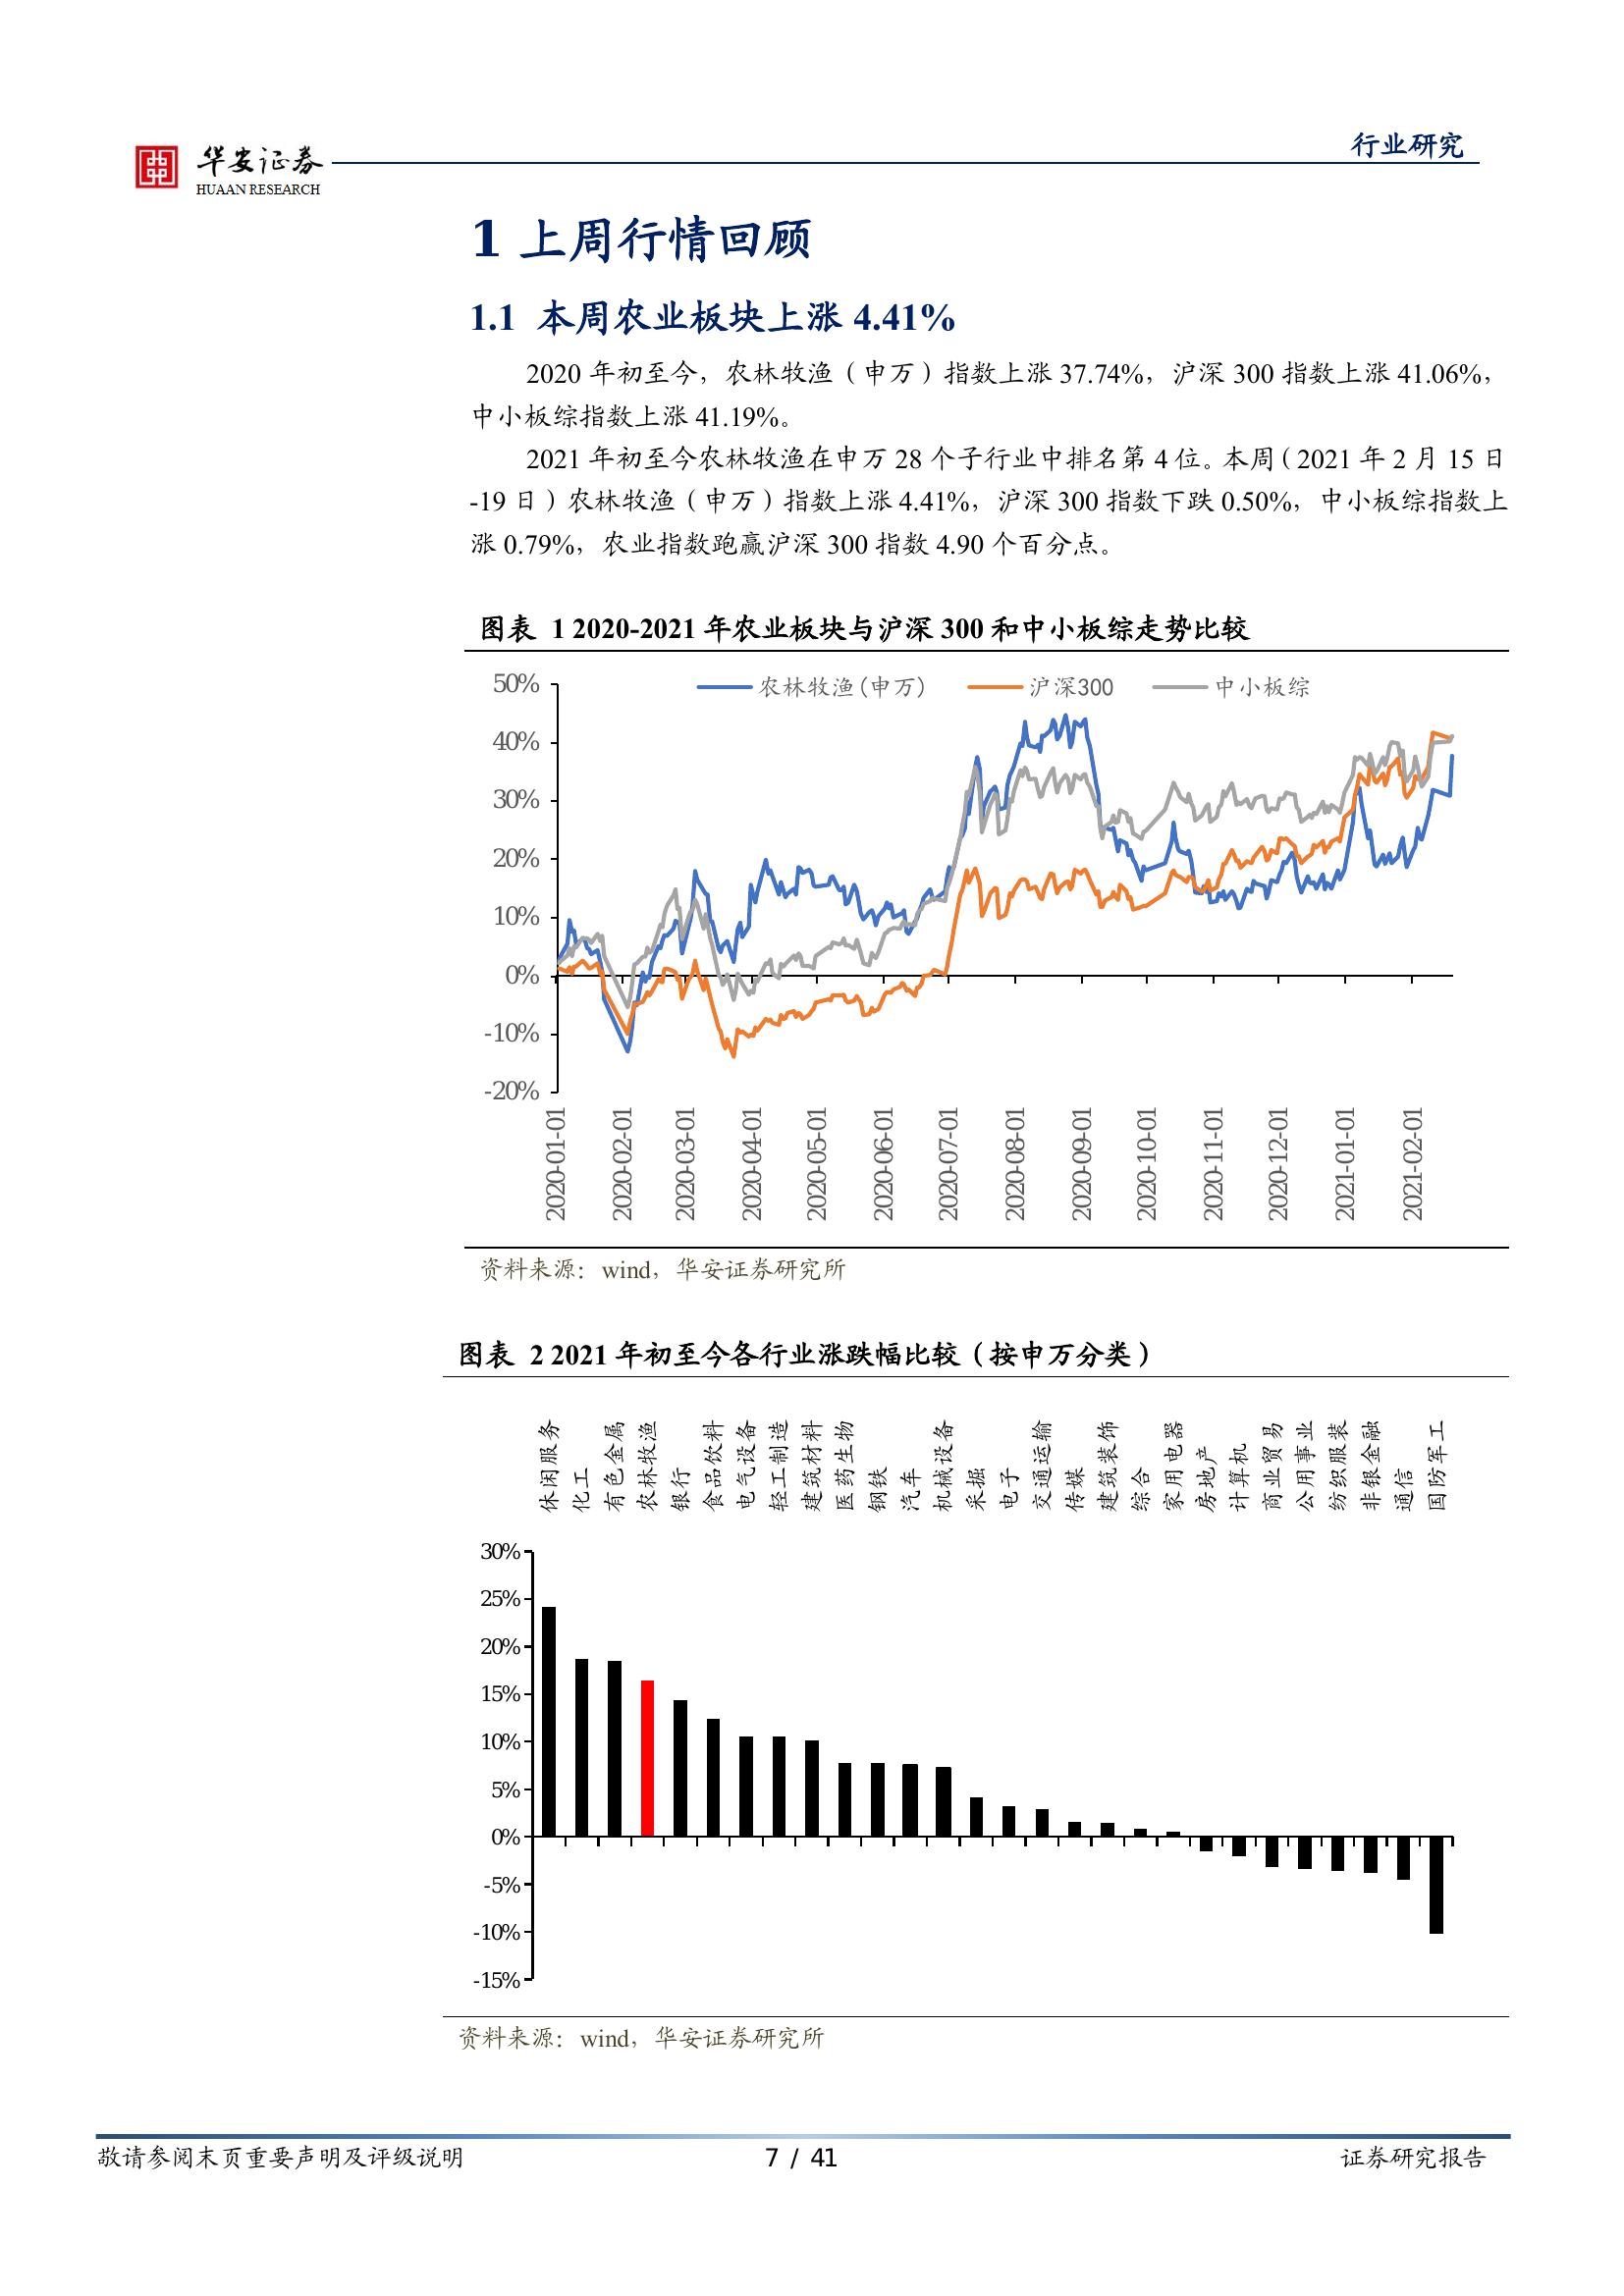 华安证券
HUAAN RESEARCH
行业研究
1 上周行情回顾
1.1 本周农业板块上涨 4.41%
2020 年初至今，农林牧渔（申万）指数上涨 37.74%，沪深 300 指数上涨 41.06%，
中小板综指数上涨 41.19%。
2021 年初至今农林牧渔在申万 28 个子行业中排名第 4 位。本周（2021 年 2 月 15 日
-19 日）农林牧渔（申万）指数上涨 4.41%，沪深 300 指数下跌 0.50%，中小板综指数上
涨 0.79%，农业指数跑赢沪深 300 指数 4.90 个百分点。
图表 1 2020-2021 年农业板块与沪深 300 和中小板综走势比较
农林牧渔(申万)
沪深300
中小板综
50%
40%
30%
20%
10%
0%
-10%
-20%
2020-01-01
2020-02-01
2020-03-01
2020-04-01
2020-05-01
2020-06-01
2020-07-01
2020-08-01
2020-09-01
2020-10-01
2020-11-01
2020-12-01
2021-01-01
2021-02-01
资料来源：wind，华安证券研究所
图表 2 2021 年初至今各行业涨跌幅比较（按申万分类）
休闲服务
化工
有色金属
农林牧渔
银行
食品饮料
电气设备
轻工制造
建筑材料
医药生物
钢铁
汽车
机械设备
采掘
电子
交通运输
传媒
建筑装饰
综合
家用电器
房地产
计算机
商业贸易
公用事业
纺织服装
非银金融
通信
国防军工
30%
25%
20%
15%
10%
5%
0%
-5%
-10%
-15%
资料来源：wind，华安证券研究所
敬请参阅末页重要声明及评级说明
7 / 41
证券研究报告